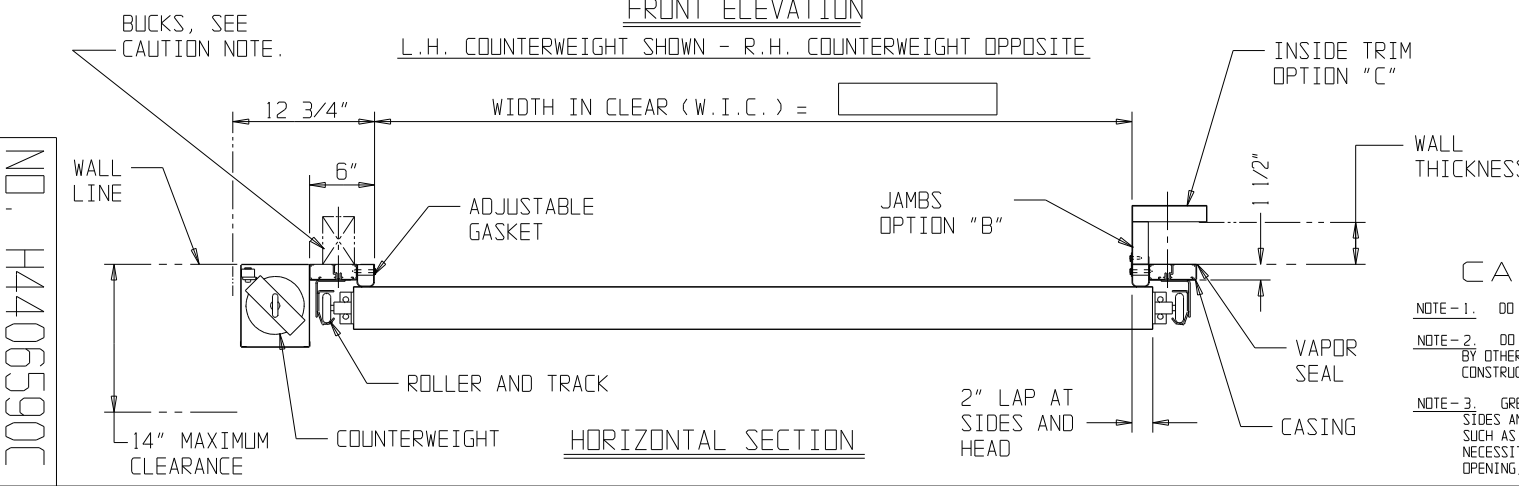 FRONT ELEVATION
L.H. COUNTERWEIGHT SHOWN - R.H. COUNTERWEIGHT OPPOSITE
BUCKS, SEE
CAUTION NOTE.
INSIDE TRIM
OPTION "C"
12 3/4"
WIDTH IN CLEAR (W.I.C.) =
WALL
THICKNESS
WALL
LINE
6"
ADJUSTABLE
GASKET
JAMBS
OPTION "B"
1 1/2"
NO. H4406590C
CA
NOTE-1. DO
NOTE-2. DO
BY OTHER
CONSTRUC
NOTE-3. GRE
SIDES AN
SUCH AS
NECESSIT
OPENING,
VAPOR
SEAL
ROLLER AND TRACK
2" LAP AT
SIDES AND
HEAD
CASING
14" MAXIMUM
CLEARANCE
COUNTERWEIGHT
HORIZONTAL SECTION